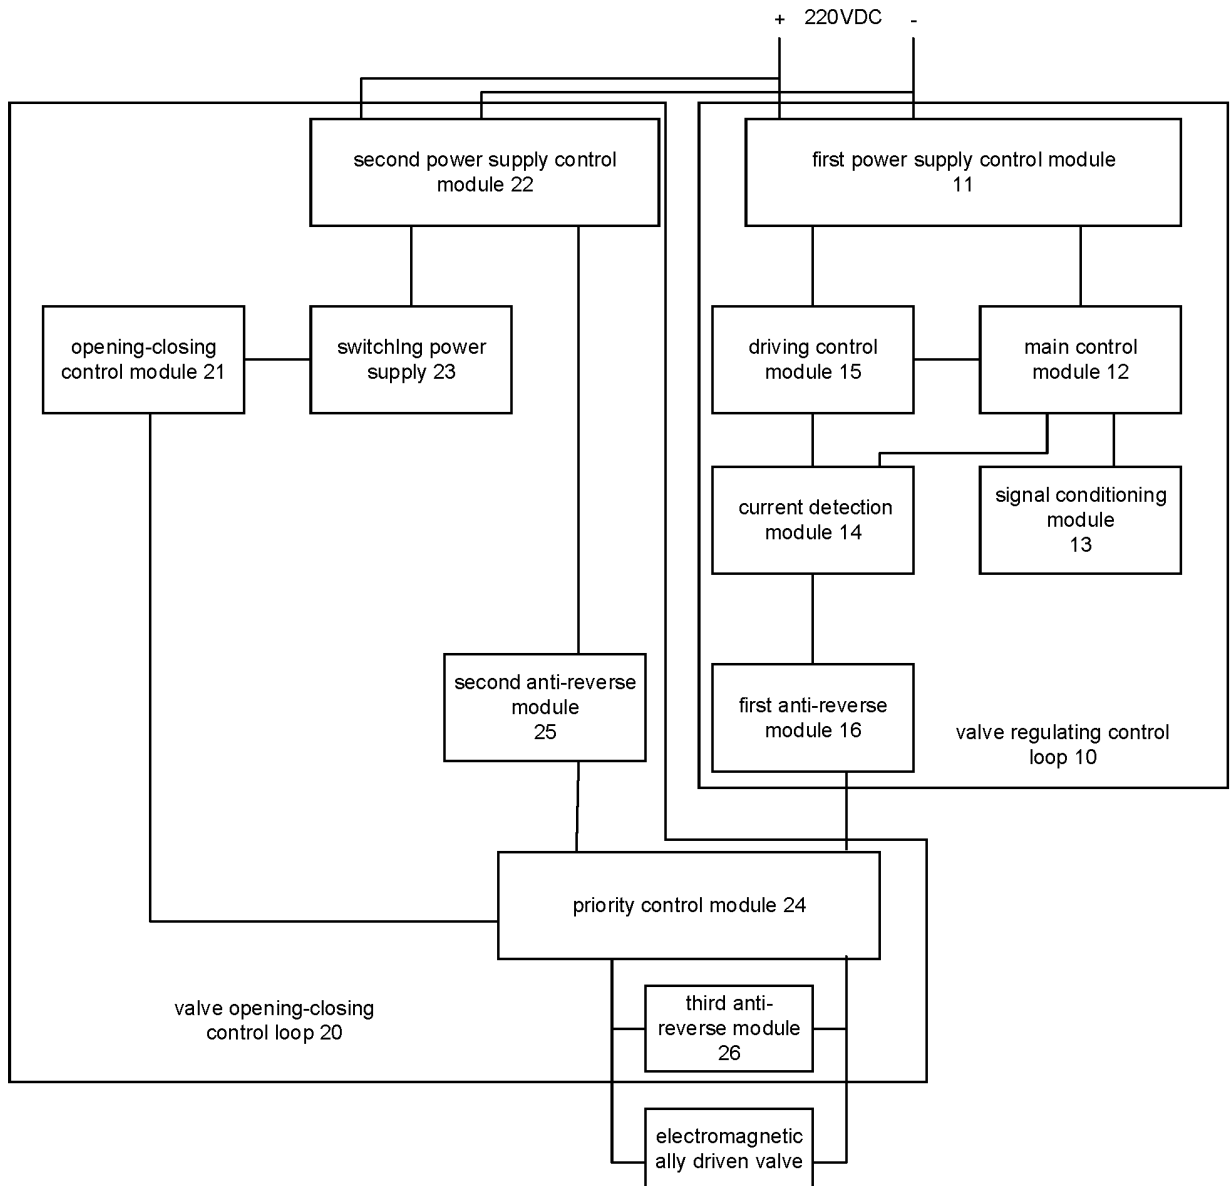 + 220VDC -
second power supply control
module 22
first power supply control module
11
opening-closing
control module 21
switchIng power
supply 23
driving control
module 15
main control
module 12
current detection
module 14
signal conditioning
module
13
second anti-reverse
module
25
first anti-reverse
module 16
valve regulating control
loop 10
priority control module 24
valve opening-closing
control loop 20
third anti-
reverse module
26
electromagnetic
ally driven valve